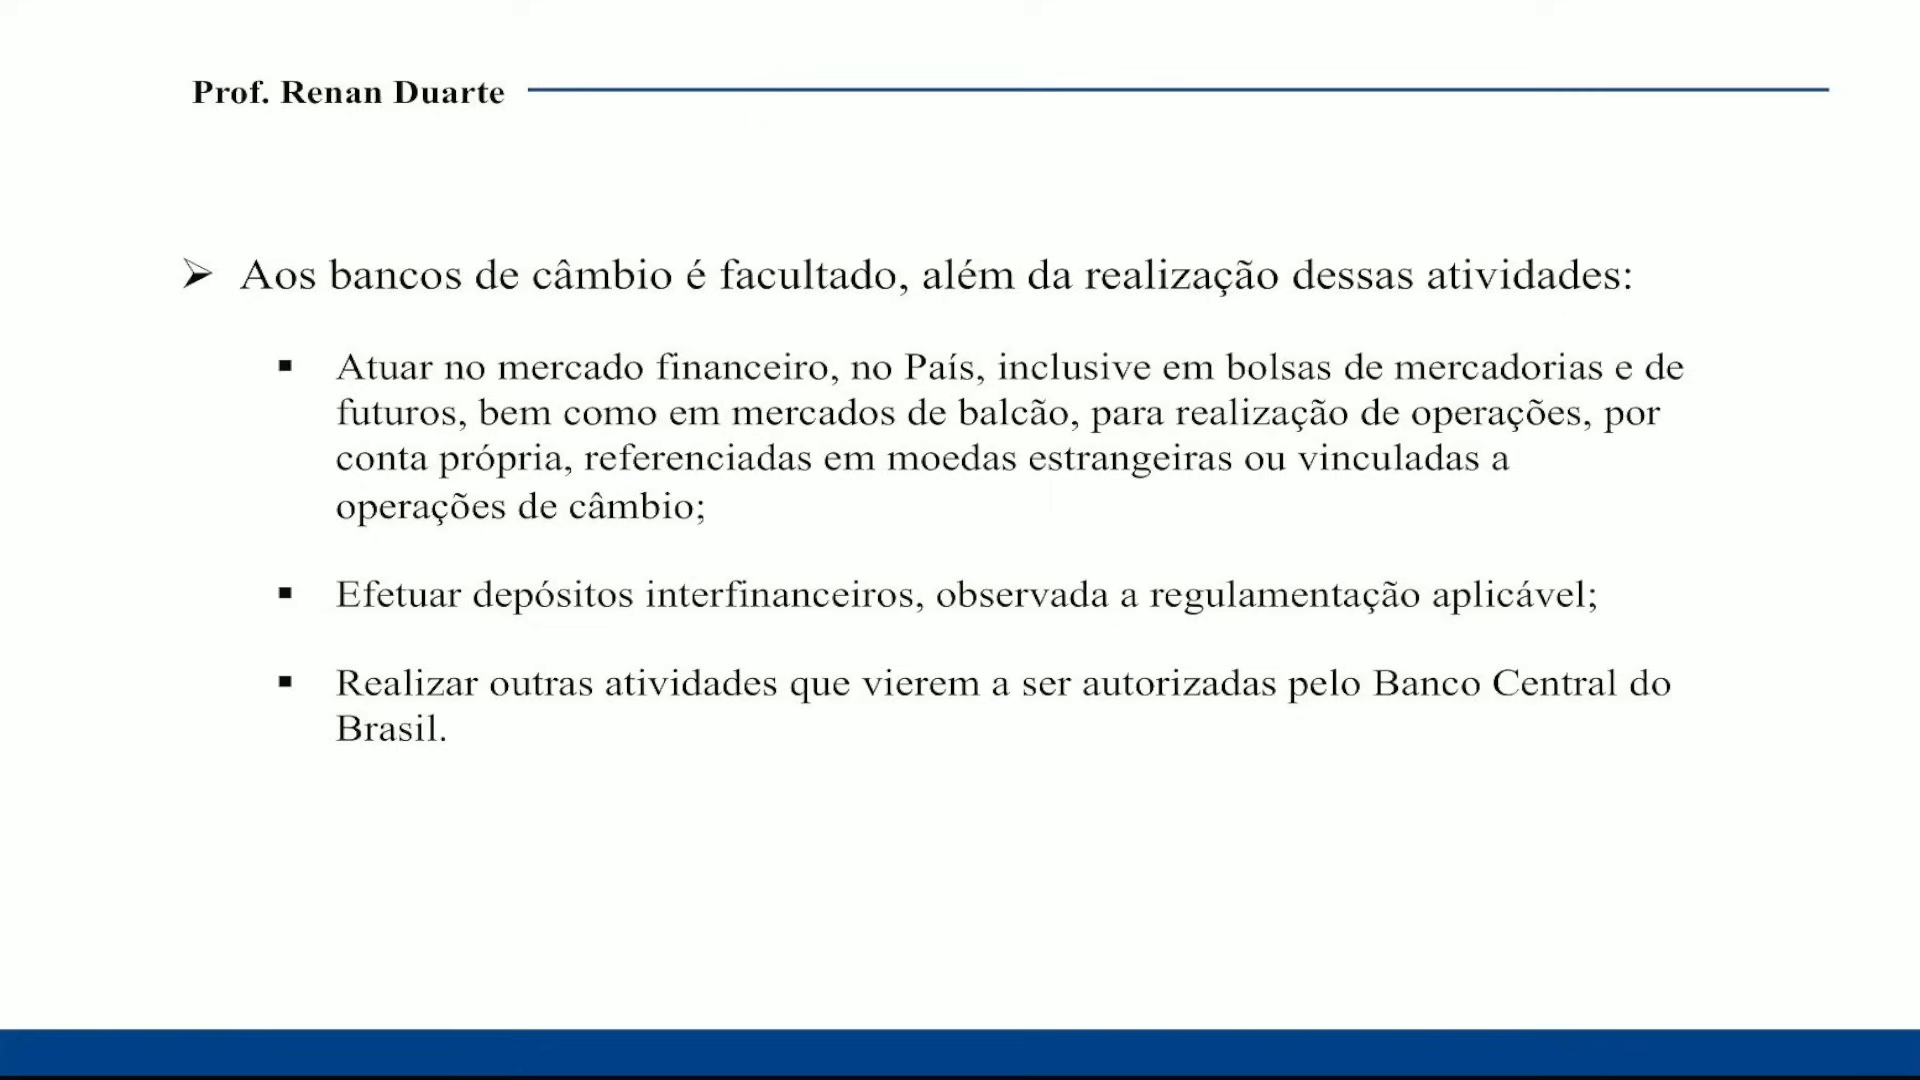 Prof. Renan Duarte
➢ Aos bancos de câmbio é facultado, além da realização dessas atividades:
▪ Atuar no mercado financeiro, no País, inclusive em bolsas de mercadorias e de
futuros, bem como em mercados de balcão, para realização de operações, por
conta própria, referenciadas em moedas estrangeiras ou vinculadas a
operações de câmbio;
▪ Efetuar depósitos interfinanceiros, observada a regulamentação aplicável;
▪ Realizar outras atividades que vierem a ser autorizadas pelo Banco Central do
Brasil.